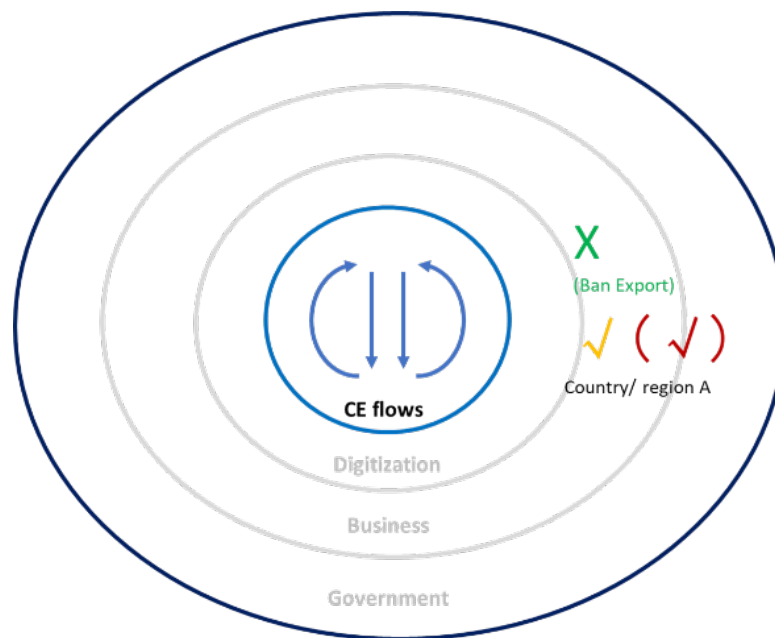 X
(Ban Export)
√ ( √ )
Country/ region A
CE flows
Digitization
Business
Government